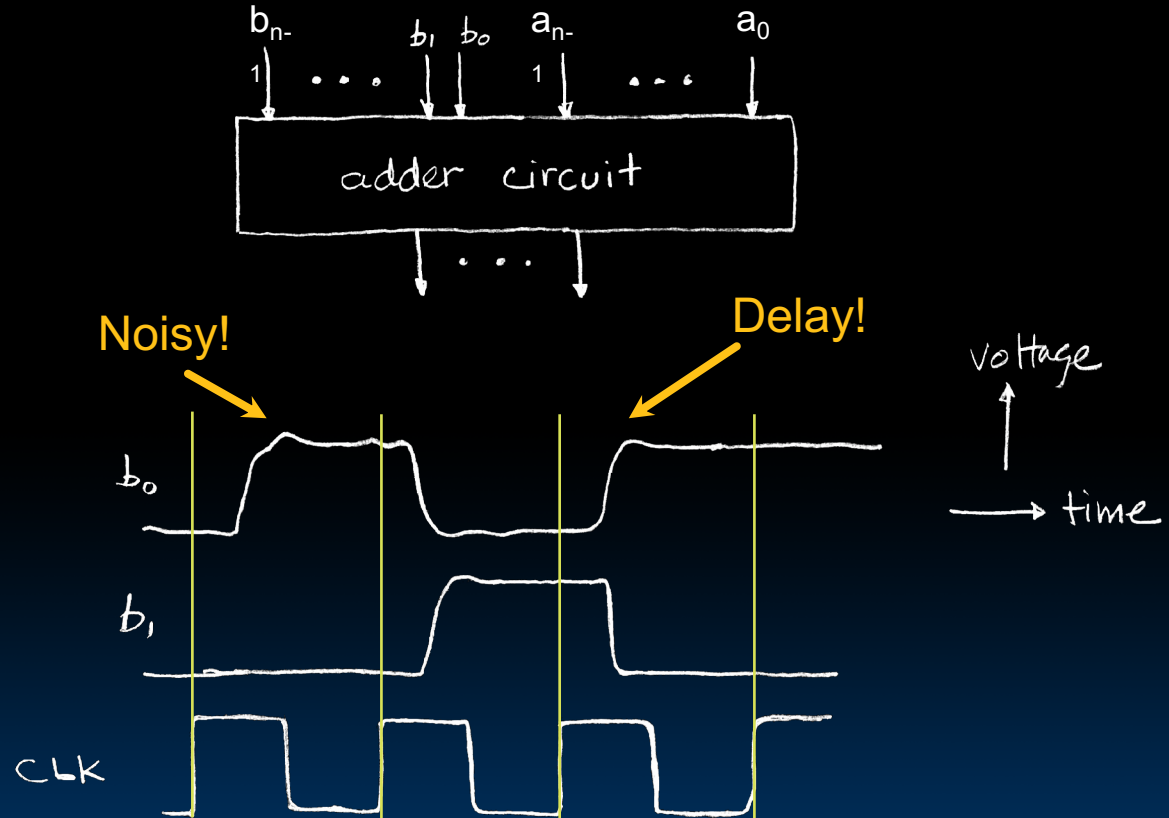 bn-1 b1 b0 an-1 a0
adder circuit
Noisy! Delay!
voltage
time
b0
b1
CLK